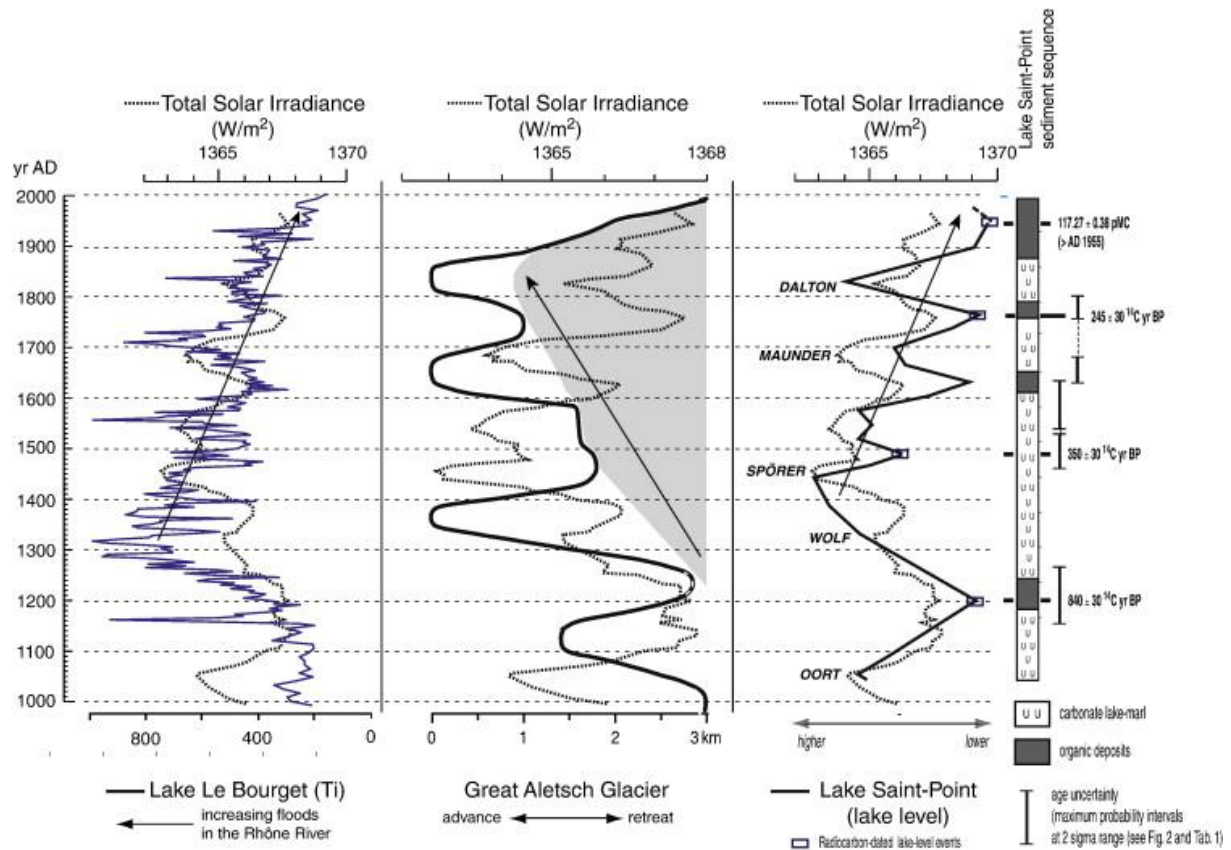 Lake Saint-Point
sediment sequence
Total Solar Irradiance
(W/m²)
1365
1370
Total Solar Irradiance
(W/m²)
1365
1368
Total Solar Irradiance
(W/m²)
1365
1370
yr AD
2000
1900
1800
1700
1600
1500
1400
1300
1200
1100
1000
800
600
400
200
0
0
1
2
3 km
DALTON
MAUNDER
SPÖRER
WOLF
OORT
higher
lower
117.27 ± 0.38 pMC
(> AD 1955)
245 ± 30 ¹⁴C yr BP
350 ± 30 ¹⁴C yr BP
840 ± 30 ¹⁴C yr BP
Lake Le Bourget (Ti)
increasing floods
in the Rhône River
Great Aletsch Glacier
advance
retreat
Lake Saint-Point
(lake level)
Radiocarbon-dated lake-level events
carbonate lake-marl
organic deposits
age uncertainty
(maximum probability intervals
at 2 sigma range (see Fig. 2 and Tab. 1)